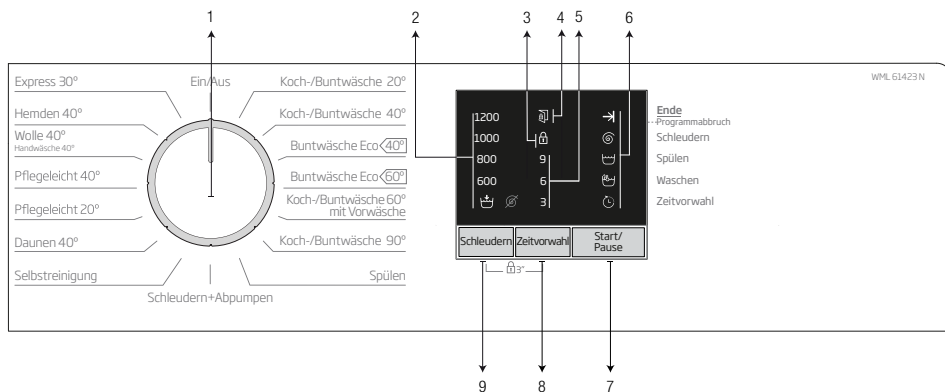 1
2
3
4
5
6
WML 61423 N
Ein/Aus
Express 30°
Hemden 40°
Wolle 40°
Handwäsche 40°
Pflegeleicht 40°
Pflegeleicht 20°
Daunen 40°
Selbstreinigung
Schleudern+Abpumpen
Koch-/Buntwäsche 20°
Koch-/Buntwäsche 40°
Buntwäsche Eco 40°
Buntwäsche Eco 60°
Koch-/Buntwäsche 60°
mit Vorwäsche
Koch-/Buntwäsche 90°
Spülen
1200
1000
800
600
9
6
3
Ende
Programmabbruch
Schleudern
Spülen
Waschen
Zeitvorwahl
Schleudern
Zeitvorwahl
Start/
Pause
3"
9
8
7